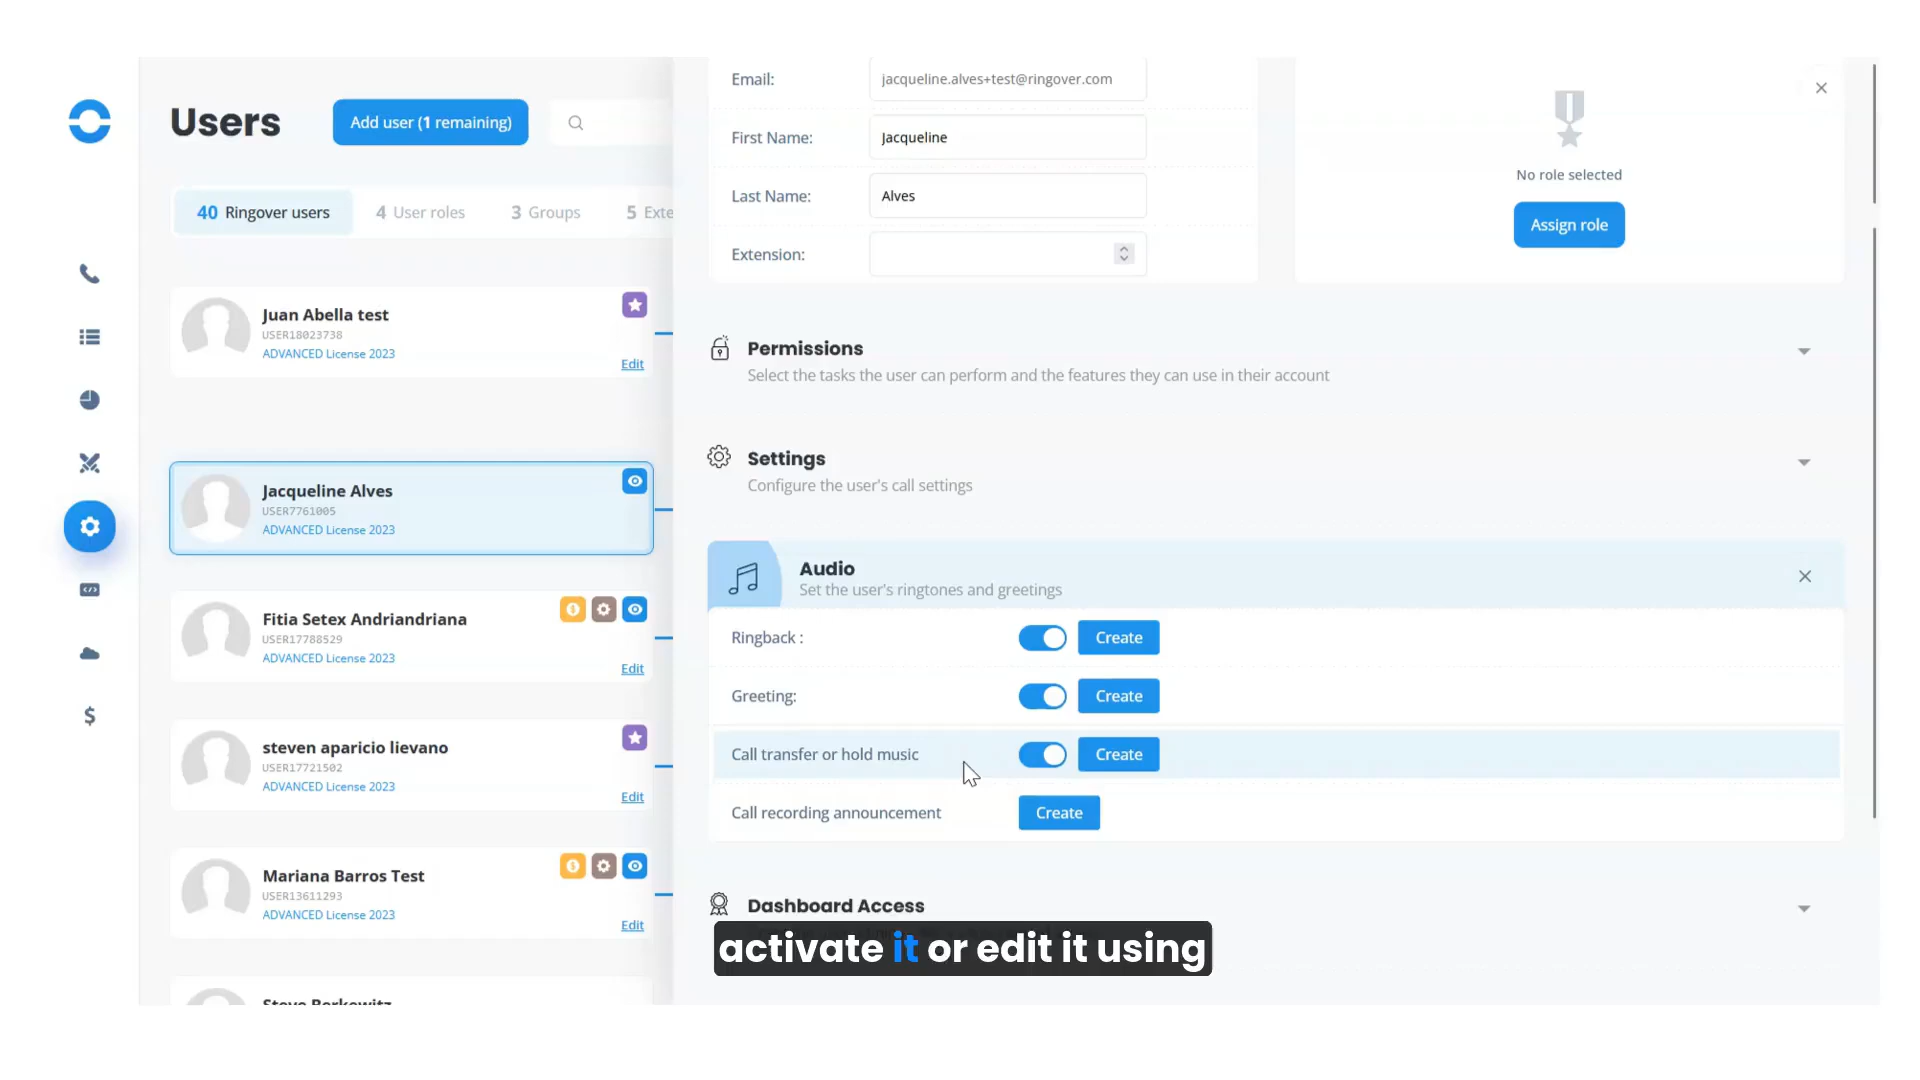 Users
Add user (1 remaining)
40 Ringover users
4 User roles
3 Groups
5 Exte
Juan Abella test
USER18023738
ADVANCED License 2023
Edit
Jacqueline Alves
USER7761005
ADVANCED License 2023
Fitia Setex Andriandriana
USER17788529
ADVANCED License 2023
Edit
steven aparicio lievano
USER17721502
ADVANCED License 2023
Edit
Mariana Barros Test
USER13611293
ADVANCED License 2023
Edit
Steve Berkowitz
Email:
jacqueline.alves+test@ringover.com
First Name:
Jacqueline
Last Name:
Alves
Extension:
No role selected
Assign role
Permissions
Select the tasks the user can perform and the features they can use in their account
Settings
Configure the user's call settings
Audio
Set the user's ringtones and greetings
Ringback :
Create
Greeting:
Create
Call transfer or hold music
Create
Call recording announcement
Create
Dashboard Access
activate it or edit it using